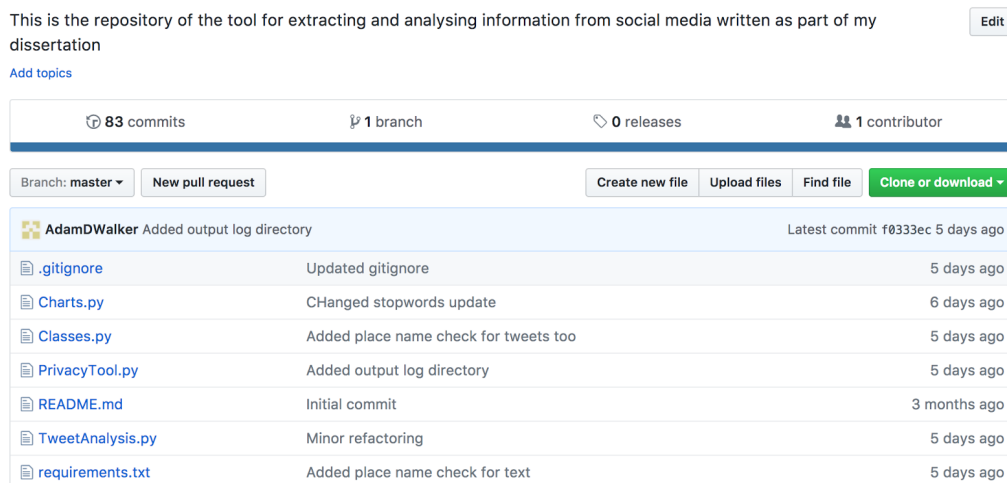 This is the repository of the tool for extracting and analysing information from social media written as part of my
dissertation
Edit
Add topics
83 commits 1 branch 0 releases 1 contributor
Branch: master New pull request Create new file Upload files Find file Clone or download
AdamDWalker Added output log directory Latest commit f0333ec 5 days ago
.gitignore Updated gitignore 5 days ago
Charts.py CHanged stopwords update 6 days ago
Classes.py Added place name check for tweets too 5 days ago
PrivacyTool.py Added output log directory 5 days ago
README.md Initial commit 3 months ago
TweetAnalysis.py Minor refactoring 5 days ago
requirements.txt Added place name check for text 5 days ago